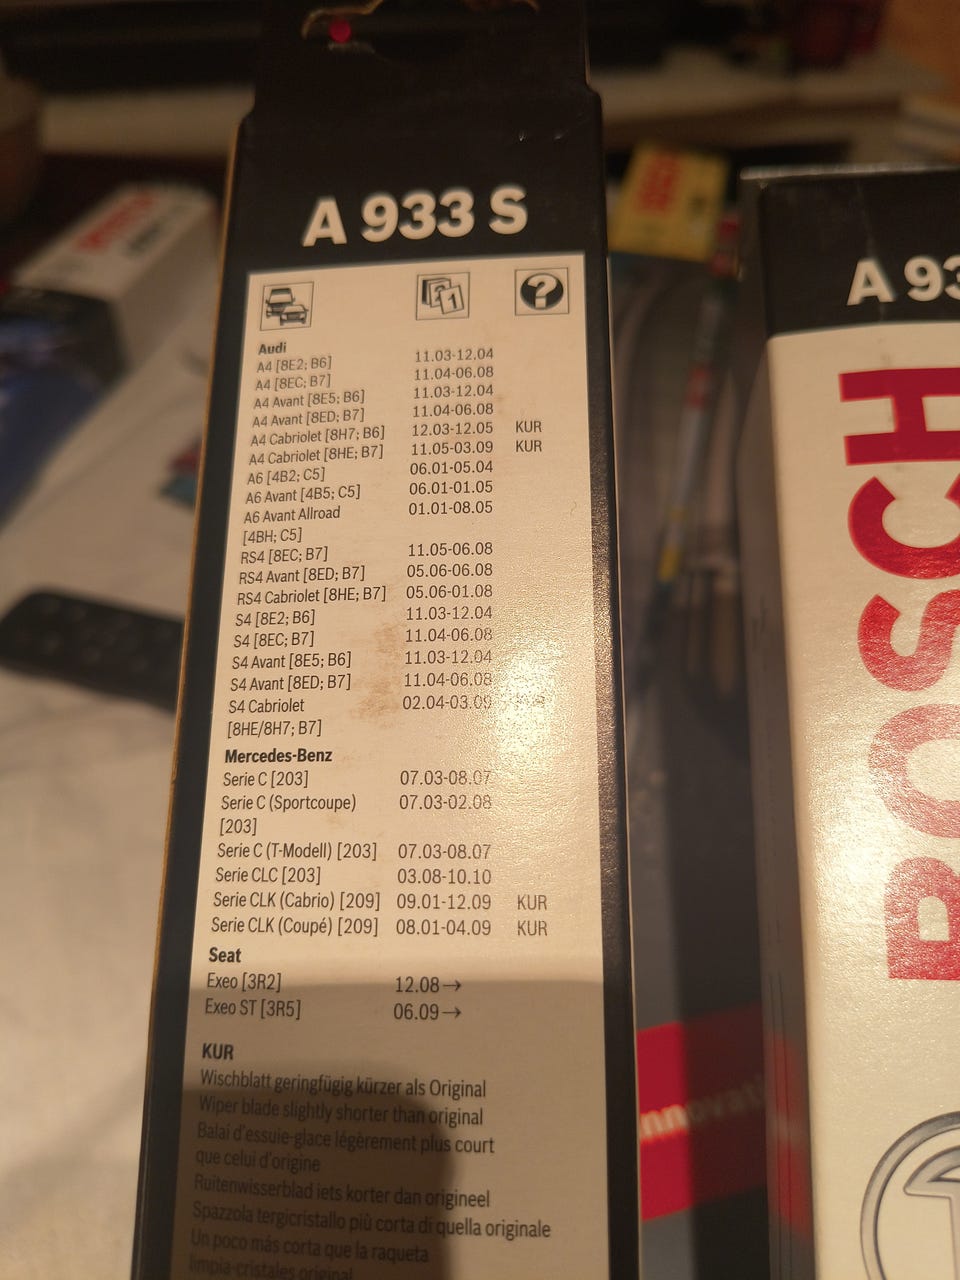 A 933 S
Audi
A4 [8E2; B6] 11.03-12.04
A4 [8EC; B7] 11.04-06.08
A4 Avant [8E5; B6] 11.03-12.04
A4 Avant [8ED; B7] 11.04-06.08
A4 Cabriolet [8H7; B6] 12.03-12.05 KUR
A4 Cabriolet [8HE; B7] 11.05-03.09 KUR
A6 [4B2; C5] 06.01-05.04
A6 Avant [4B5; C5] 06.01-01.05
A6 Avant Allroad 01.01-08.05
[4BH; C5]
RS4 [8EC; B7] 11.05-06.08
RS4 Avant [8ED; B7] 05.06-06.08
RS4 Cabriolet [8HE; B7] 05.06-01.08
S4 [8E2; B6] 11.03-12.04
S4 [8EC; B7] 11.04-06.08
S4 Avant [8E5; B6] 11.03-12.04
S4 Avant [8ED; B7] 11.04-06.08
S4 Cabriolet 02.04-03.09 KUR
[8HE/8H7; B7]
Mercedes-Benz
Serie C [203] 07.03-08.07
Serie C (Sportcoupe) 07.03-02.08
[203]
Serie C (T-Modell) [203] 07.03-08.07
Serie CLC [203] 03.08-10.10
Serie CLK (Cabrio) [209] 09.01-12.09 KUR
Serie CLK (Coupé) [209] 08.01-04.09 KUR
Seat
Exeo [3R2] 12.08→
Exeo ST [3R5] 06.09→
KUR
Wischblatt geringfügig kürzer als Original
Wiper blade slightly shorter than original
Balai d'essuie-glace légèrement plus court
que celui d'origine
Ruitenwisserblad iets korter dan origineel
Spazzola tergicristallo più corta di quella originale
Un poco más corta que la raqueta
limpia-cristales original
A 93
BOSCH